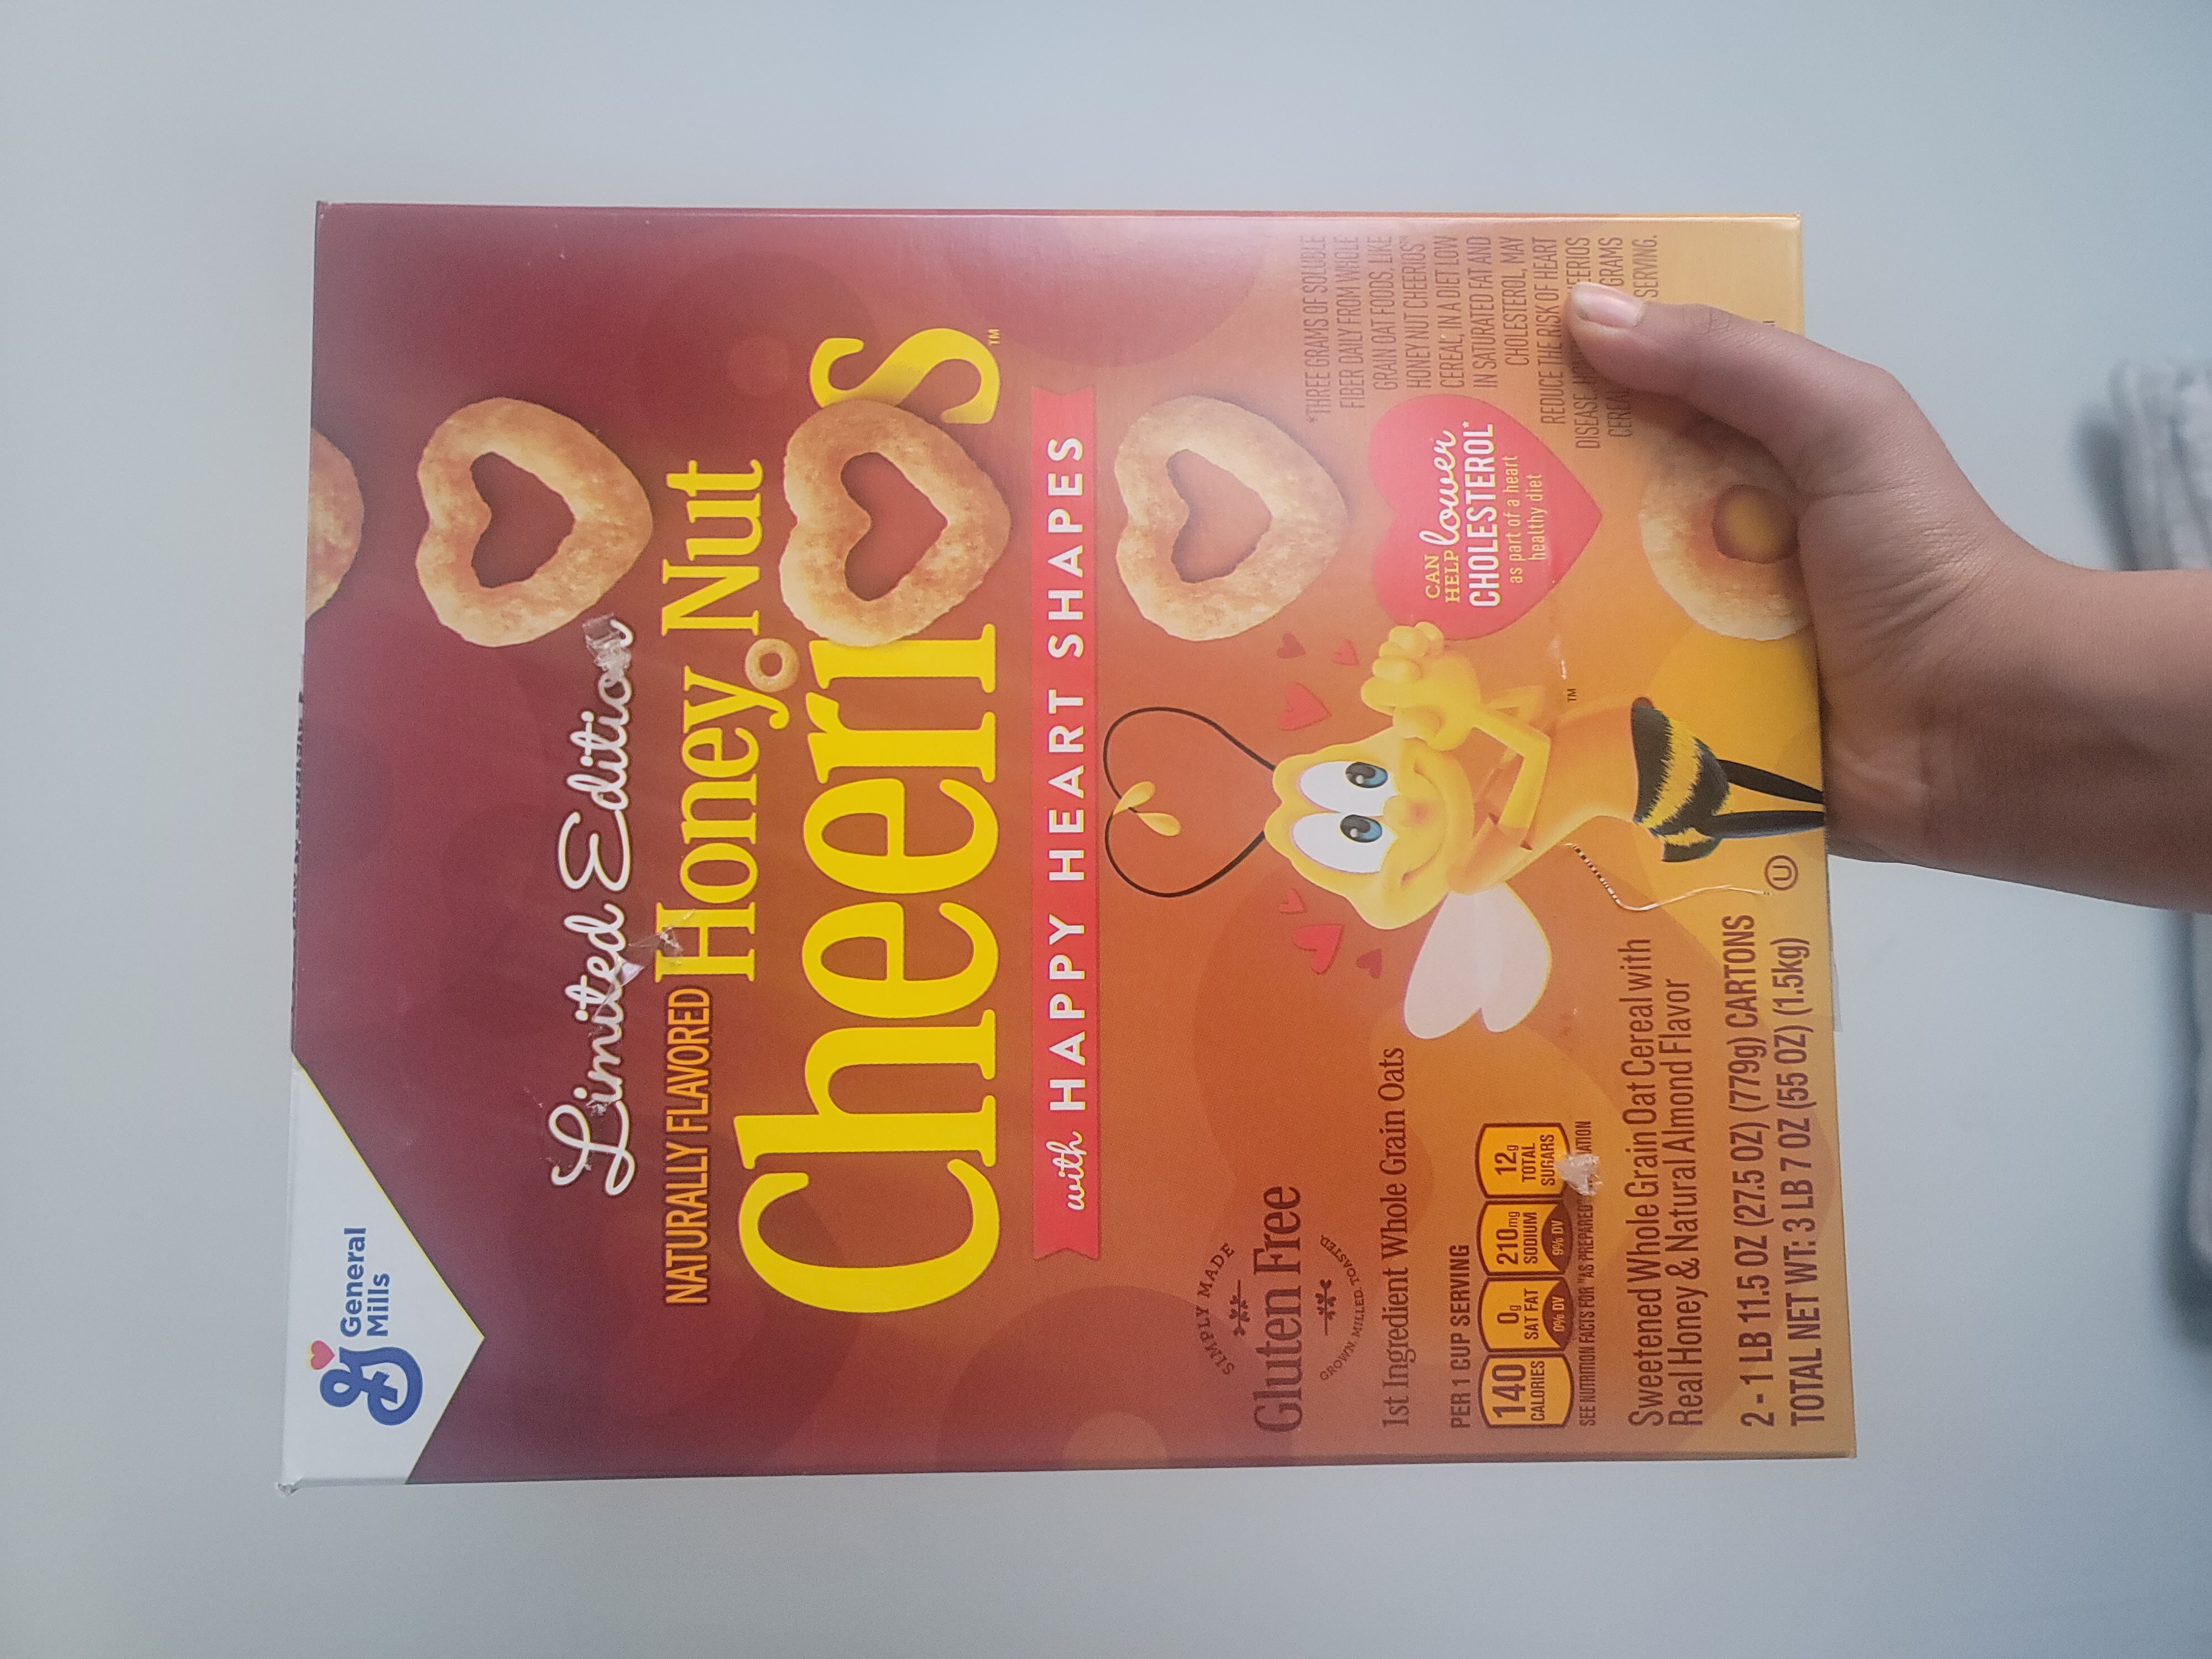 General
Mills
Limited Edition
NATURALLY FLAVORED Honey Nut
Cheerios™
with HAPPY HEART SHAPES
SIMPLY MADE
Gluten Free
GROWN. MILLED. TOASTED.
1st Ingredient Whole Grain Oats
PER 1 CUP SERVING
140 CALORIES
0g SAT FAT 0% DV
210mg SODIUM 9% DV
12g TOTAL SUGARS
SEE NUTRITION FACTS FOR "AS PREPARED"
Sweetened Whole Grain Oat Cereal with
Real Honey & Natural Almond Flavor
2 - 1 LB 11.5 OZ (27.5 OZ) (779g) CARTONS
TOTAL NET WT: 3 LB 7 OZ (55 OZ) (1.5kg)
U
TM
CAN HELP lower
CHOLESTEROL*
as part of a heart
healthy diet
*THREE GRAMS OF SOLUBLE
FIBER DAILY FROM WHOLE
GRAIN OAT FOODS, LIKE
HONEY NUT CHEERIOS™
CEREAL, IN A DIET LOW
IN SATURATED FAT AND
CHOLESTEROL, MAY
REDUCE THE RISK OF HEART
DISEASE.
CEREAL GRAMS
SERVING.